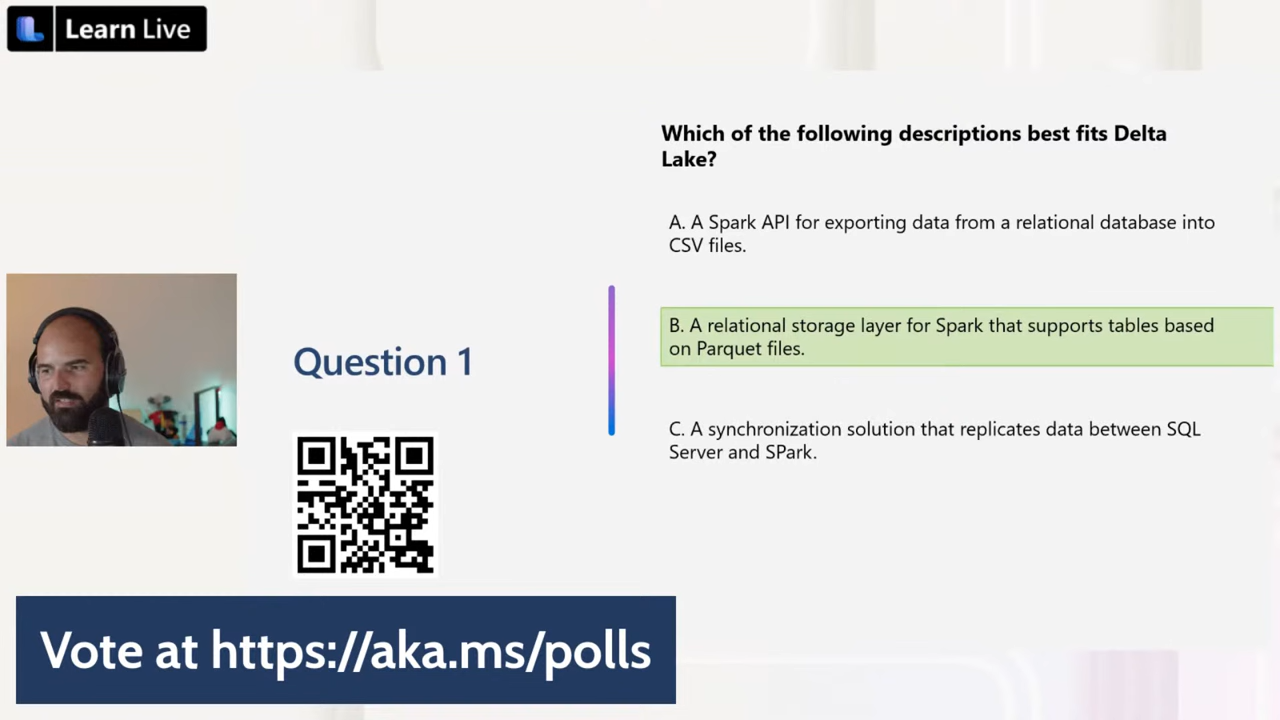 Learn Live
Which of the following descriptions best fits Delta
Lake?
A. A Spark API for exporting data from a relational database into
CSV files.
B. A relational storage layer for Spark that supports tables based
on Parquet files.
C. A synchronization solution that replicates data between SQL
Server and SPark.
Question 1
Vote at https://aka.ms/polls